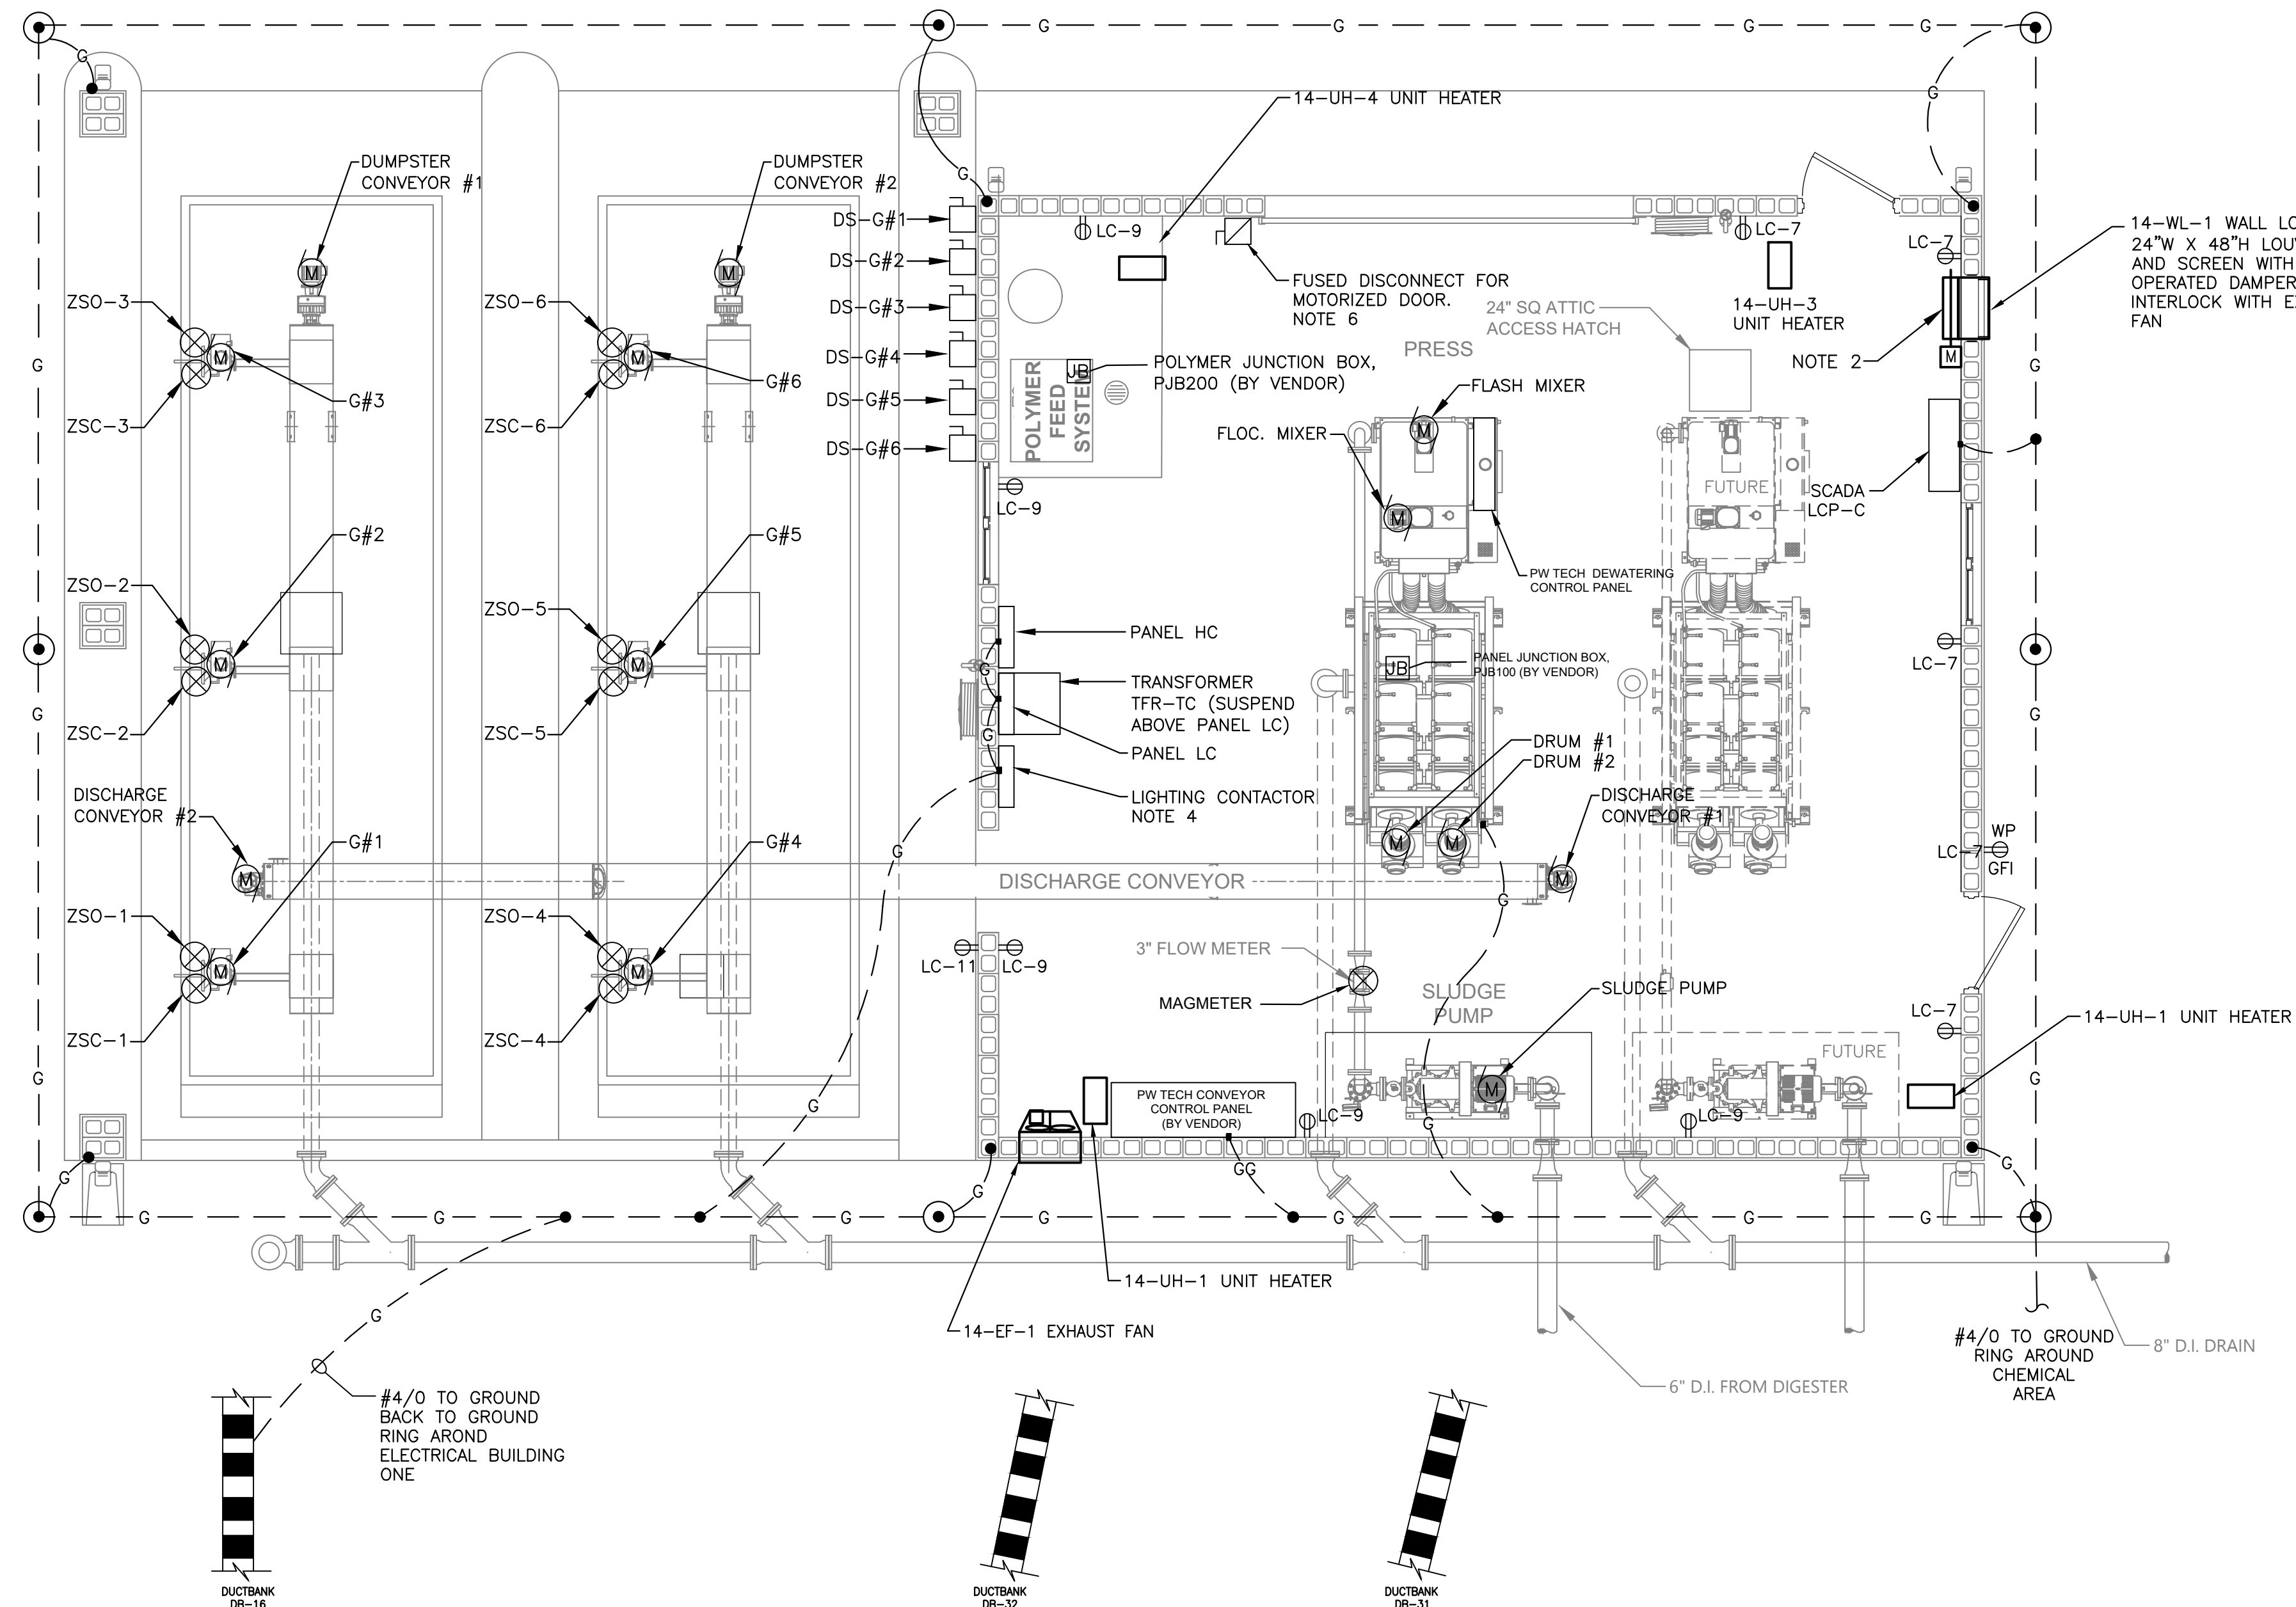 G
G
G
G
G
G
G
14-UH-4 UNIT HEATER
DUMPSTER
CONVEYOR #1
DUMPSTER
CONVEYOR #2
G
M
M
DS-G#1
DS-G#2
DS-G#3
DS-G#4
DS-G#5
DS-G#6
LC-9
LC-7
LC-7
14-WL-1 WALL
24"W X 48"H
AND SCREEN WITH
OPERATED DAMPER
INTERLOCK WITH
FAN
FUSED DISCONNECT FOR
MOTORIZED DOOR.
NOTE 6
24" SQ ATTIC
ACCESS HATCH
14-UH-3
UNIT HEATER
NOTE 2
M
PRESS
ZSO-3
ZSC-3
M
G#3
ZSO-6
ZSC-6
M
G#6
G
G
JB
POLYMER
FEED
SYSTEM
POLYMER JUNCTION BOX,
PJB200 (BY VENDOR)
FLASH MIXER
M
FLOC. MIXER
M
FUTURE
SCADA
LCP-C
LC-9
PW TECH DEWATERING
CONTROL PANEL
G#2
G#5
ZSO-2
ZSC-2
M
ZSO-5
ZSC-5
M
G
G
PANEL HC
G
TRANSFORMER
TFR-TC (SUSPEND
ABOVE PANEL LC)
G
PANEL LC
LIGHTING CONTACTOR
NOTE 4
JB
PANEL JUNCTION BOX,
PJB100 (BY VENDOR)
LC-7
DRUM #1
DRUM #2
M
M
DISCHARGE
CONVEYOR #1
M
WP
LC-7
GFI
DISCHARGE
CONVEYOR #2
M
G#1
G#4
G
DISCHARGE CONVEYOR
G
ZSO-1
ZSC-1
M
ZSO-4
ZSC-4
M
LC-11
LC-9
3" FLOW METER
MAGMETER
SLUDGE
PUMP
SLUDGE PUMP
M
LC-7
14-UH-1 UNIT HEATER
FUTURE
G
G
G
PW TECH CONVEYOR
CONTROL PANEL
(BY VENDOR)
LC-9
LC-9
G
GG
G
G
G
G
G
G
G
G
G
G
G
14-UH-1 UNIT HEATER
14-EF-1 EXHAUST FAN
G
#4/0 TO GROUND
RING AROUND
CHEMICAL
AREA
8" D.I. DRAIN
6" D.I. FROM DIGESTER
#4/0 TO GROUND
BACK TO GROUND
RING AROND
ELECTRICAL BUILDING
ONE
DUCTBANK
DB-16
DUCTBANK
DB-32
DUCTBANK
DB-31